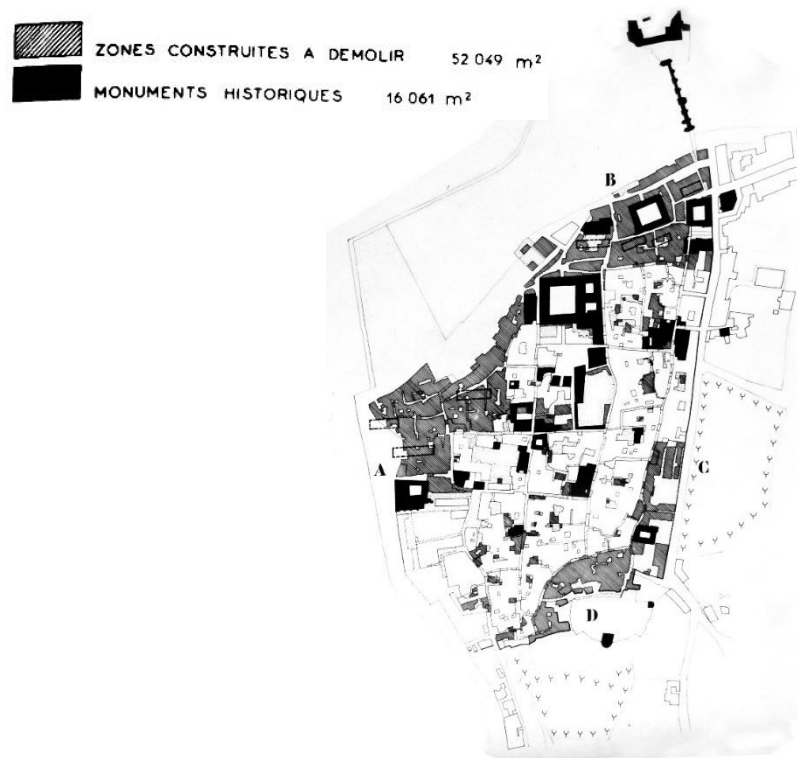 ZONES CONSTRUITES A DEMOLIR 52 049 m²
MONUMENTS HISTORIQUES 16 061 m²
B
A
C
D